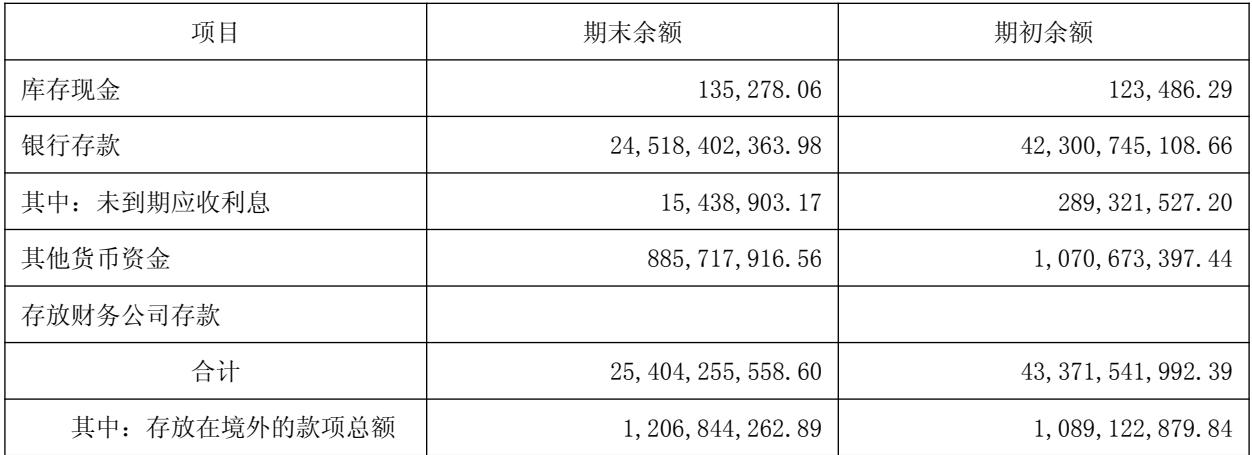 项目 期末余额 期初余额
库存现金 135,278.06 123,486.29
银行存款 24,518,402,363.98 42,300,745,108.66
其中：未到期应收利息 15,438,903.17 289,321,527.20
其他货币资金 885,717,916.56 1,070,673,397.44
存放财务公司存款
合计 25,404,255,558.60 43,371,541,992.39
其中：存放在境外的款项总额 1,206,844,262.89 1,089,122,879.84